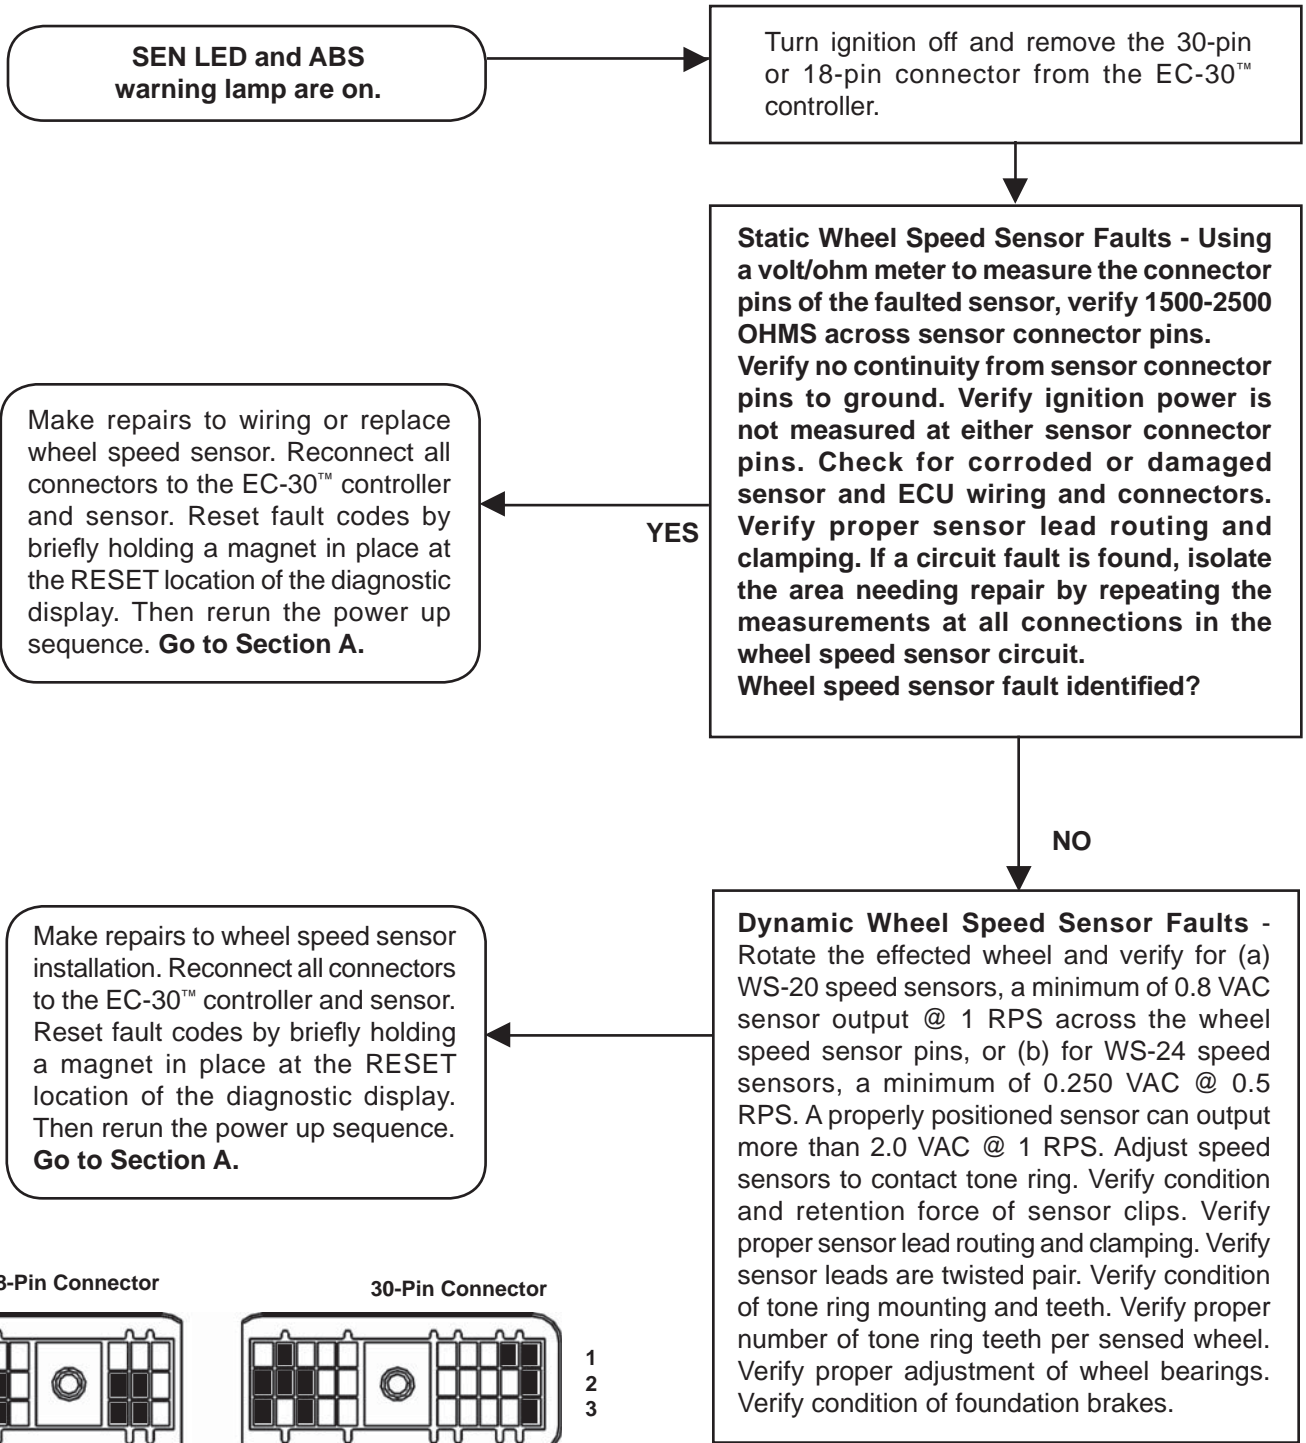 SEN LED and ABS
warning lamp are on.
Turn ignition off and remove the 30-pin
or 18-pin connector from the EC-30™
controller.
Static Wheel Speed Sensor Faults - Using
a volt/ohm meter to measure the connector
pins of the faulted sensor, verify 1500-2500
OHMS across sensor connector pins.
Verify no continuity from sensor connector
pins to ground. Verify ignition power is
not measured at either sensor connector
pins. Check for corroded or damaged
sensor and ECU wiring and connectors.
Verify proper sensor lead routing and
clamping. If a circuit fault is found, isolate
the area needing repair by repeating the
measurements at all connections in the
wheel speed sensor circuit.
Wheel speed sensor fault identified?
YES
Make repairs to wiring or replace
wheel speed sensor. Reconnect all
connectors to the EC-30™ controller
and sensor. Reset fault codes by
briefly holding a magnet in place at
the RESET location of the diagnostic
display. Then rerun the power up
sequence. Go to Section A.
NO
Dynamic Wheel Speed Sensor Faults -
Rotate the effected wheel and verify for (a)
WS-20 speed sensors, a minimum of 0.8 VAC
sensor output @ 1 RPS across the wheel
speed sensor pins, or (b) for WS-24 speed
sensors, a minimum of 0.250 VAC @ 0.5
RPS. A properly positioned sensor can output
more than 2.0 VAC @ 1 RPS. Adjust speed
sensors to contact tone ring. Verify condition
and retention force of sensor clips. Verify
proper sensor lead routing and clamping. Verify
sensor leads are twisted pair. Verify condition
of tone ring mounting and teeth. Verify proper
number of tone ring teeth per sensed wheel.
Verify proper adjustment of wheel bearings.
Verify condition of foundation brakes.
Make repairs to wheel speed sensor
installation. Reconnect all connectors
to the EC-30™ controller and sensor.
Reset fault codes by briefly holding
a magnet in place at the RESET
location of the diagnostic display.
Then rerun the power up sequence.
Go to Section A.
8-Pin Connector
30-Pin Connector
1
2
3